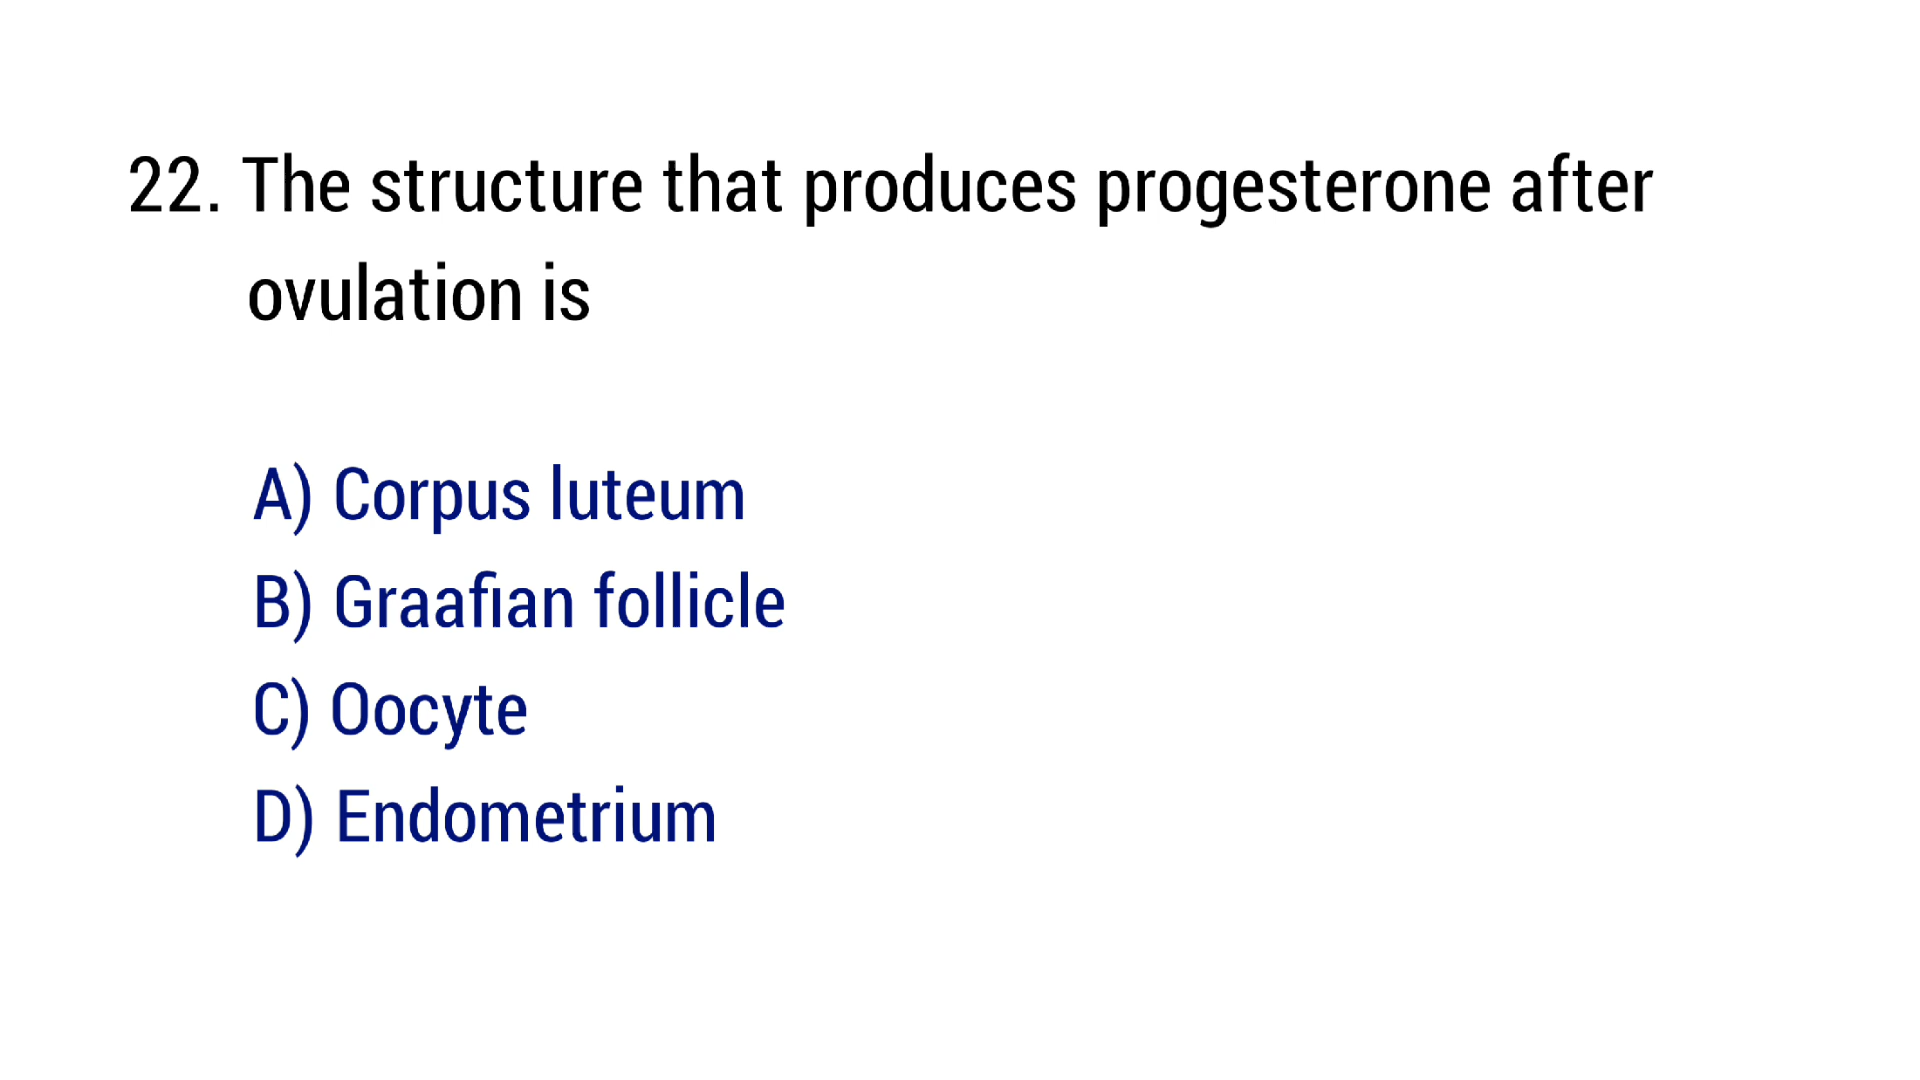 22. The structure that produces progesterone after
ovulation is
A) Corpus luteum
B) Graafian follicle
C) Oocyte
D) Endometrium